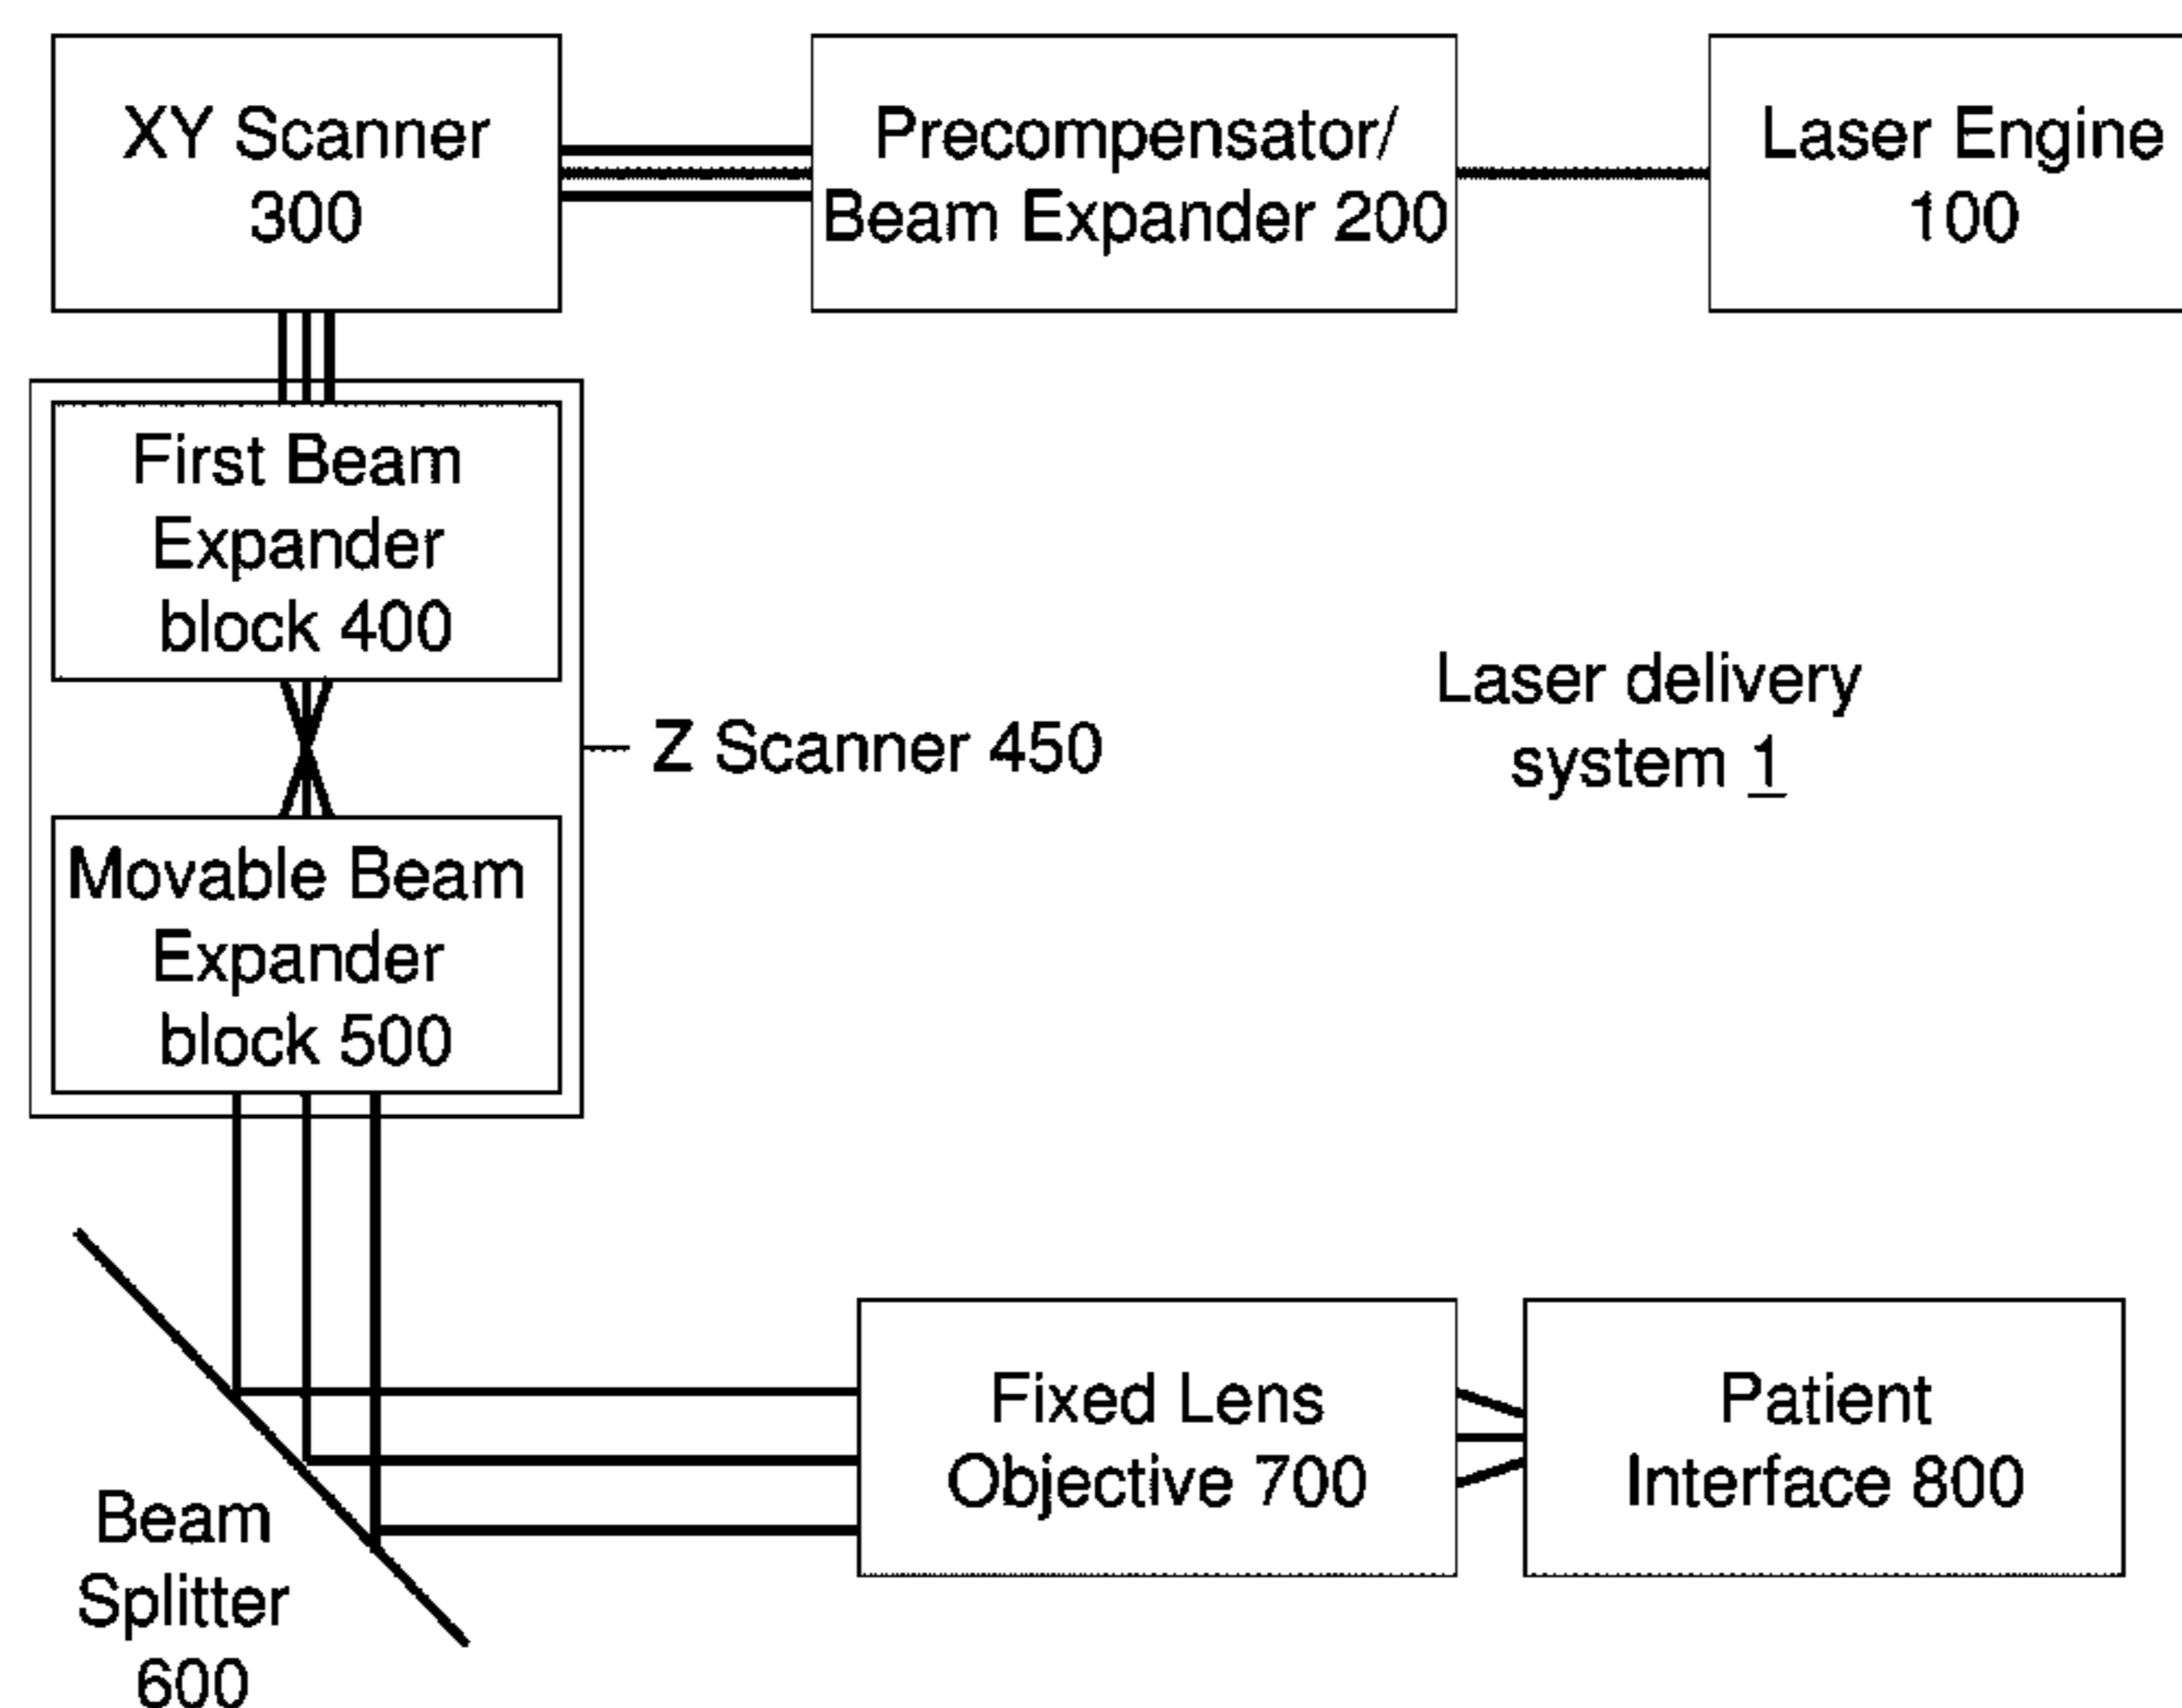 XY Scanner
300
Precompensator/
Beam Expander 200
Laser Engine
100
First Beam
Expander
block 400
Z Scanner 450
Laser delivery
system 1
Movable Beam
Expander
block 500
Beam
Splitter
600
Fixed Lens
Objective 700
Patient
Interface 800